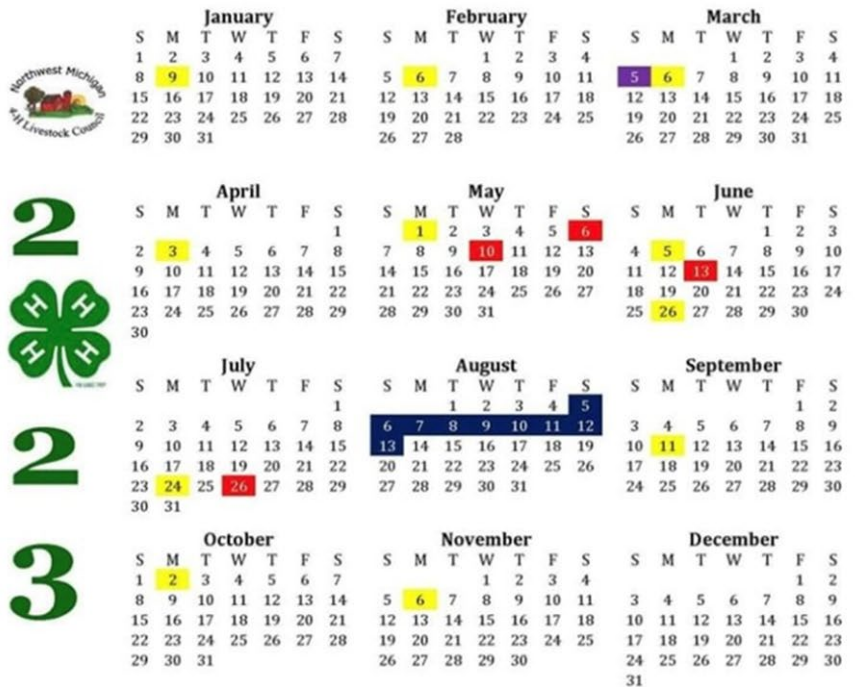 Northwest Michigan
4-H Livestock Council
2
H H
H H
2
3
January
S M T W T F S
1 2 3 4 5 6 7
8 9 10 11 12 13 14
15 16 17 18 19 20 21
22 23 24 25 26 27 28
29 30 31
February
S M T W T F S
1 2 3 4
5 6 7 8 9 10 11
12 13 14 15 16 17 18
19 20 21 22 23 24 25
26 27 28
March
S M T W T F S
1 2 3 4
5 6 7 8 9 10 11
12 13 14 15 16 17 18
19 20 21 22 23 24 25
26 27 28 29 30 31
April
S M T W T F S
1
2 3 4 5 6 7 8
9 10 11 12 13 14 15
16 17 18 19 20 21 22
23 24 25 26 27 28 29
30
May
S M T W T F S
1 2 3 4 5 6
7 8 9 10 11 12 13
14 15 16 17 18 19 20
21 22 23 24 25 26 27
28 29 30 31
June
S M T W T F S
1 2 3
4 5 6 7 8 9 10
11 12 13 14 15 16 17
18 19 20 21 22 23 24
25 26 27 28 29 30
July
S M T W T F S
1
2 3 4 5 6 7 8
9 10 11 12 13 14 15
16 17 18 19 20 21 22
23 24 25 26 27 28 29
30 31
August
S M T W T F S
1 2 3 4 5
6 7 8 9 10 11 12
13 14 15 16 17 18 19
20 21 22 23 24 25 26
27 28 29 30 31
September
S M T W T F S
1 2
3 4 5 6 7 8 9
10 11 12 13 14 15 16
17 18 19 20 21 22 23
24 25 26 27 28 29 30
October
S M T W T F S
1 2 3 4 5 6 7
8 9 10 11 12 13 14
15 16 17 18 19 20 21
22 23 24 25 26 27 28
29 30 31
November
S M T W T F S
1 2 3 4
5 6 7 8 9 10 11
12 13 14 15 16 17 18
19 20 21 22 23 24 25
26 27 28 29 30
December
S M T W T F S
1 2
3 4 5 6 7 8 9
10 11 12 13 14 15 16
17 18 19 20 21 22 23
24 25 26 27 28 29 30
31